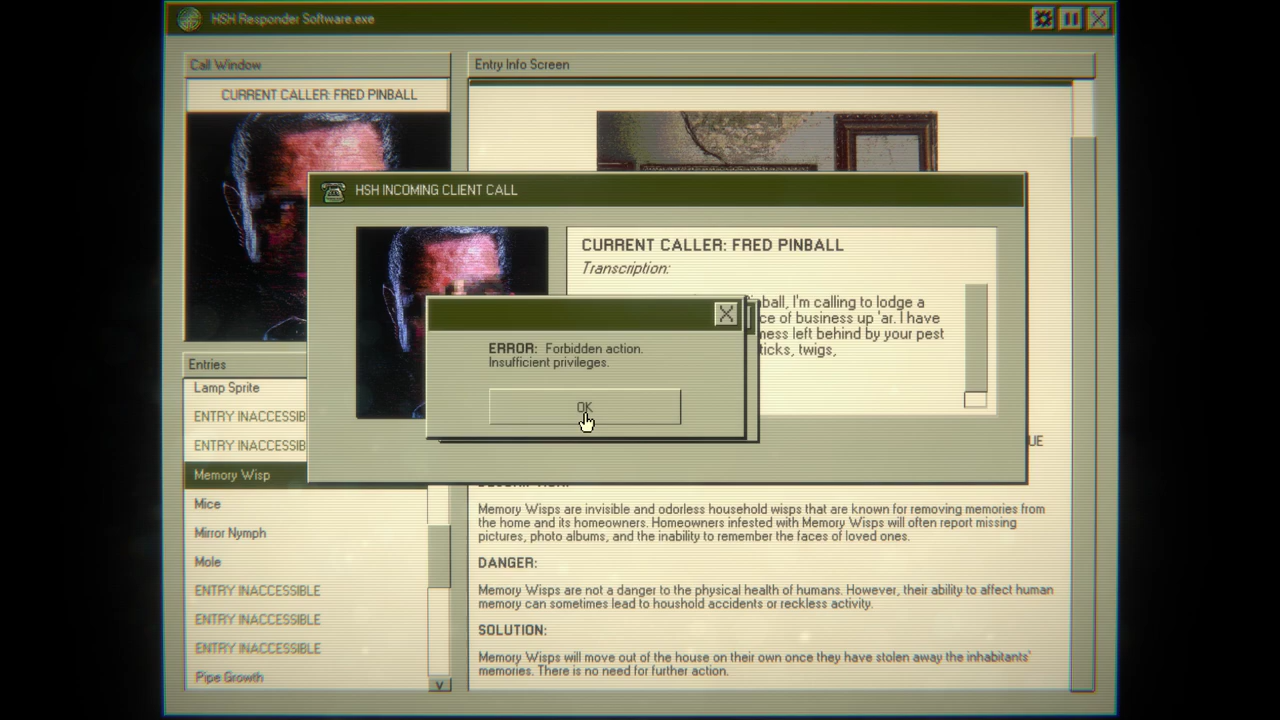 HSH Responder Software.exe
Call Window
CURRENT CALLER: FRED PINBALL
Entries
Lamp Sprite
ENTRY INACCESSIB
ENTRY INACCESSIB
Memory Wisp
Mice
Mirror Nymph
Mole
ENTRY INACCESSIBLE
ENTRY INACCESSIBLE
ENTRY INACCESSIBLE
Pipe Growth
V
Entry Info Screen
HSH INCOMING CLIENT CALL
CURRENT CALLER: FRED PINBALL
Transcription:
ball, I'm calling to lodge a
ce of business up 'ar. I have
mess left behind by your pest
ticks, twigs,
ERROR: Forbidden action.
Insufficient privileges.
OK
UE
Memory Wisps are invisible and odorless household wisps that are known for removing memories from
the home and its homeowners. Homeowners infested with Memory Wisps will often report missing
pictures, photo albums, and the inability to remember the faces of loved ones.
DANGER:
Memory Wisps are not a danger to the physical health of humans. However, their ability to affect human
memory can sometimes lead to houshold accidents or reckless activity.
SOLUTION:
Memory Wisps will move out of the house on their own once they have stolen away the inhabitants'
memories. There is no need for further action.